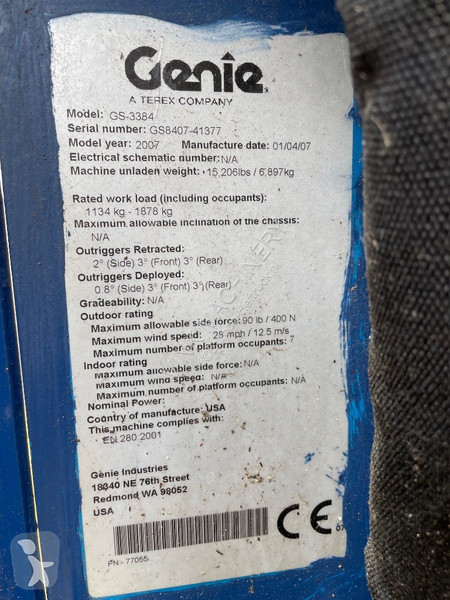 Genie
A TEREX COMPANY
Model: GS-3384
Serial number: GS8407-41377
Model year: 2007 Manufacture date: 01/04/07
Electrical schematic number: N/A
Machine unladen weight: 15,206lbs / 6,897kg
Rated work load (including occupants):
1134 kg - 1878 kg
Maximum allowable inclination of the chassis:
N/A
Outriggers Retracted:
2° (Side) 3° (Front) 3° (Rear)
Outriggers Deployed:
0.8° (Side) 3° (Front) 3° (Rear)
Gradeability: N/A
Outdoor rating
Maximum allowable side force: 90 lb / 400 N
Maximum wind speed: 28 mph / 12.5 m/s
Maximum number of platform occupants: 7
Indoor rating
Maximum allowable side force: N/A
Maximum wind speed: N/A
Maximum number of platform occupants: N/A
Nominal Power:
Country of manufacture: USA
This machine complies with:
EN 280:2001
Genie Industries
18340 NE 76th Street
Redmond WA 98052
USA
CE
07
PN - 77055